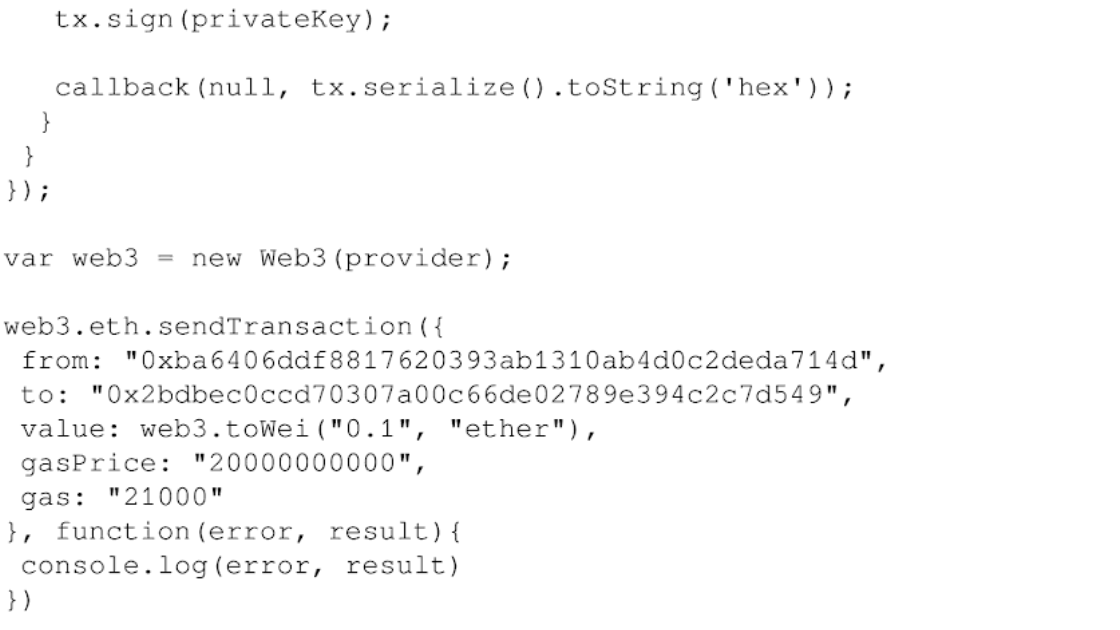 tx.sign(privateKey);
callback(null, tx.serialize().toString('hex'));
}
}
});
var web3 = new Web3(provider);
web3.eth.sendTransaction({
from: "0xba6406ddf8817620393ab1310ab4d0c2deda714d",
to: "0x2bdbec0ccd70307a00c66de02789e394c2c7d549",
value: web3.toWei("0.1", "ether"),
gasPrice: "20000000000",
gas: "21000"
}, function(error, result){
console.log(error, result)
})